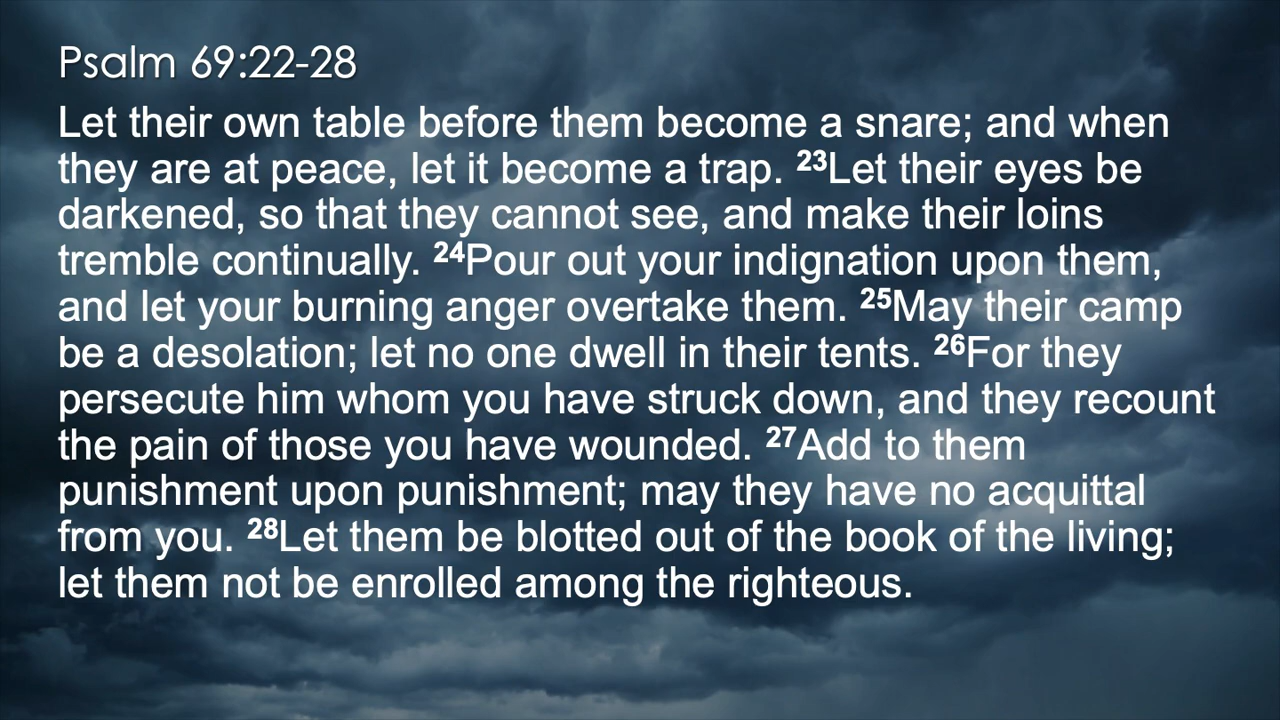 Psalm 69:22-28
Let their own table before them become a snare; and when
they are at peace, let it become a trap. 23Let their eyes be
darkened, so that they cannot see, and make their loins
tremble continually. 24Pour out your indignation upon them,
and let your burning anger overtake them. 25May their camp
be a desolation; let no one dwell in their tents. 26For they
persecute him whom you have struck down, and they recount
the pain of those you have wounded. 27Add to them
punishment upon punishment; may they have no acquittal
from you. 28Let them be blotted out of the book of the living;
let them not be enrolled among the righteous.